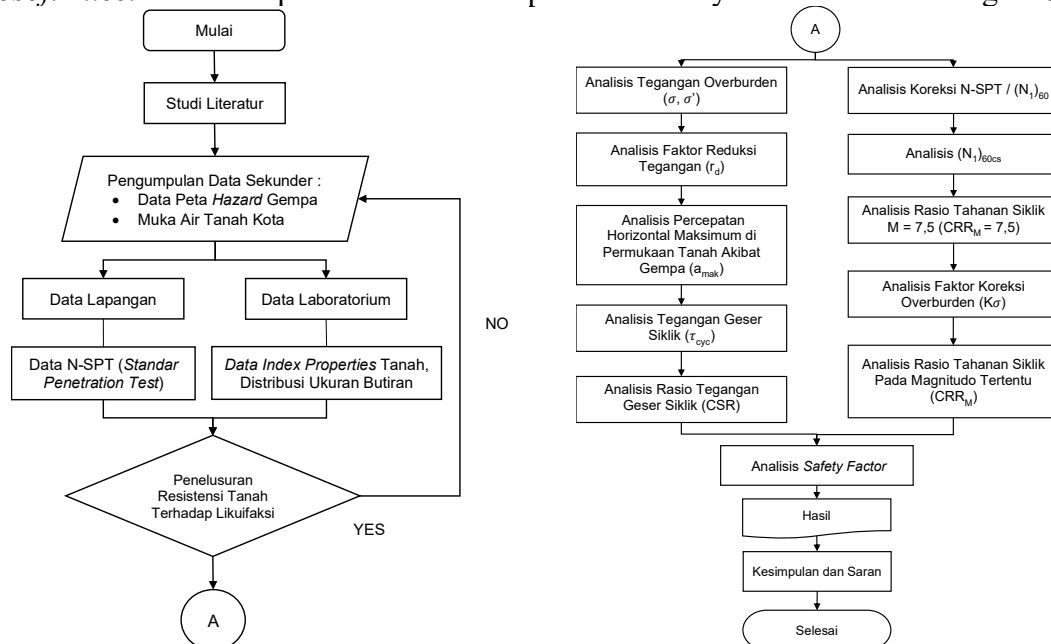 Mulai
Studi Literatur
Pengumpulan Data Sekunder :
• Data Peta Hazard Gempa
• Muka Air Tanah Kota
Data Lapangan
Data Laboratorium
Data N-SPT (Standar
Penetration Test)
Data Index Properties Tanah,
Distribusi Ukuran Butiran
NO
Penelusuran
Resistensi Tanah
Terhadap Likuifaksi
YES
A
A
Analisis Tegangan Overburden
(σ, σ’)
Analisis Faktor Reduksi
Tegangan (r_d)
Analisis Percepatan
Horizontal Maksimum di
Permukaan Tanah Akibat
Gempa (a_mak)
Analisis Tegangan Geser
Siklik (τ_cyc)
Analisis Rasio Tegangan
Geser Siklik (CSR)
Analisis Koreksi N-SPT / (N₁)₆₀
Analisis (N₁)₆₀cs
Analisis Rasio Tahanan Siklik
M = 7,5 (CRR_M = 7,5)
Analisis Faktor Koreksi
Overburden (Kσ)
Analisis Rasio Tahanan Siklik
Pada Magnitudo Tertentu
(CRR_M)
Analisis Safety Factor
Hasil
Kesimpulan dan Saran
Selesai